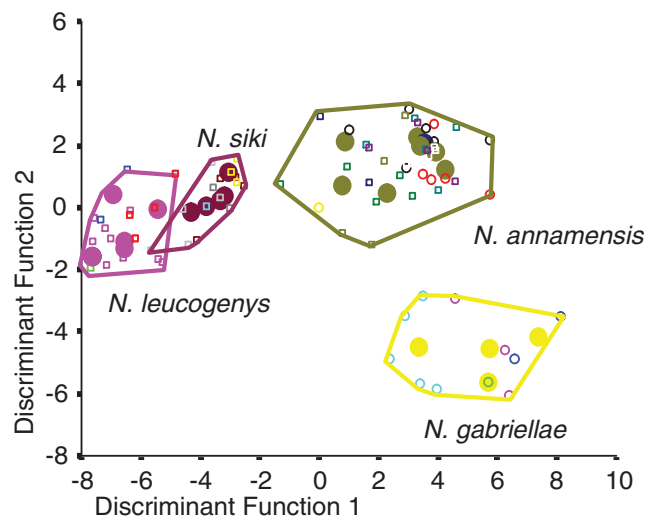 6
4
2
0
-2
-4
-6
-8
Discriminant Function 2
N. siki
N. leucogenys
N. annamensis
N. gabriellae
-8 -6 -4 -2 0 2 4 6 8 10
Discriminant Function 1